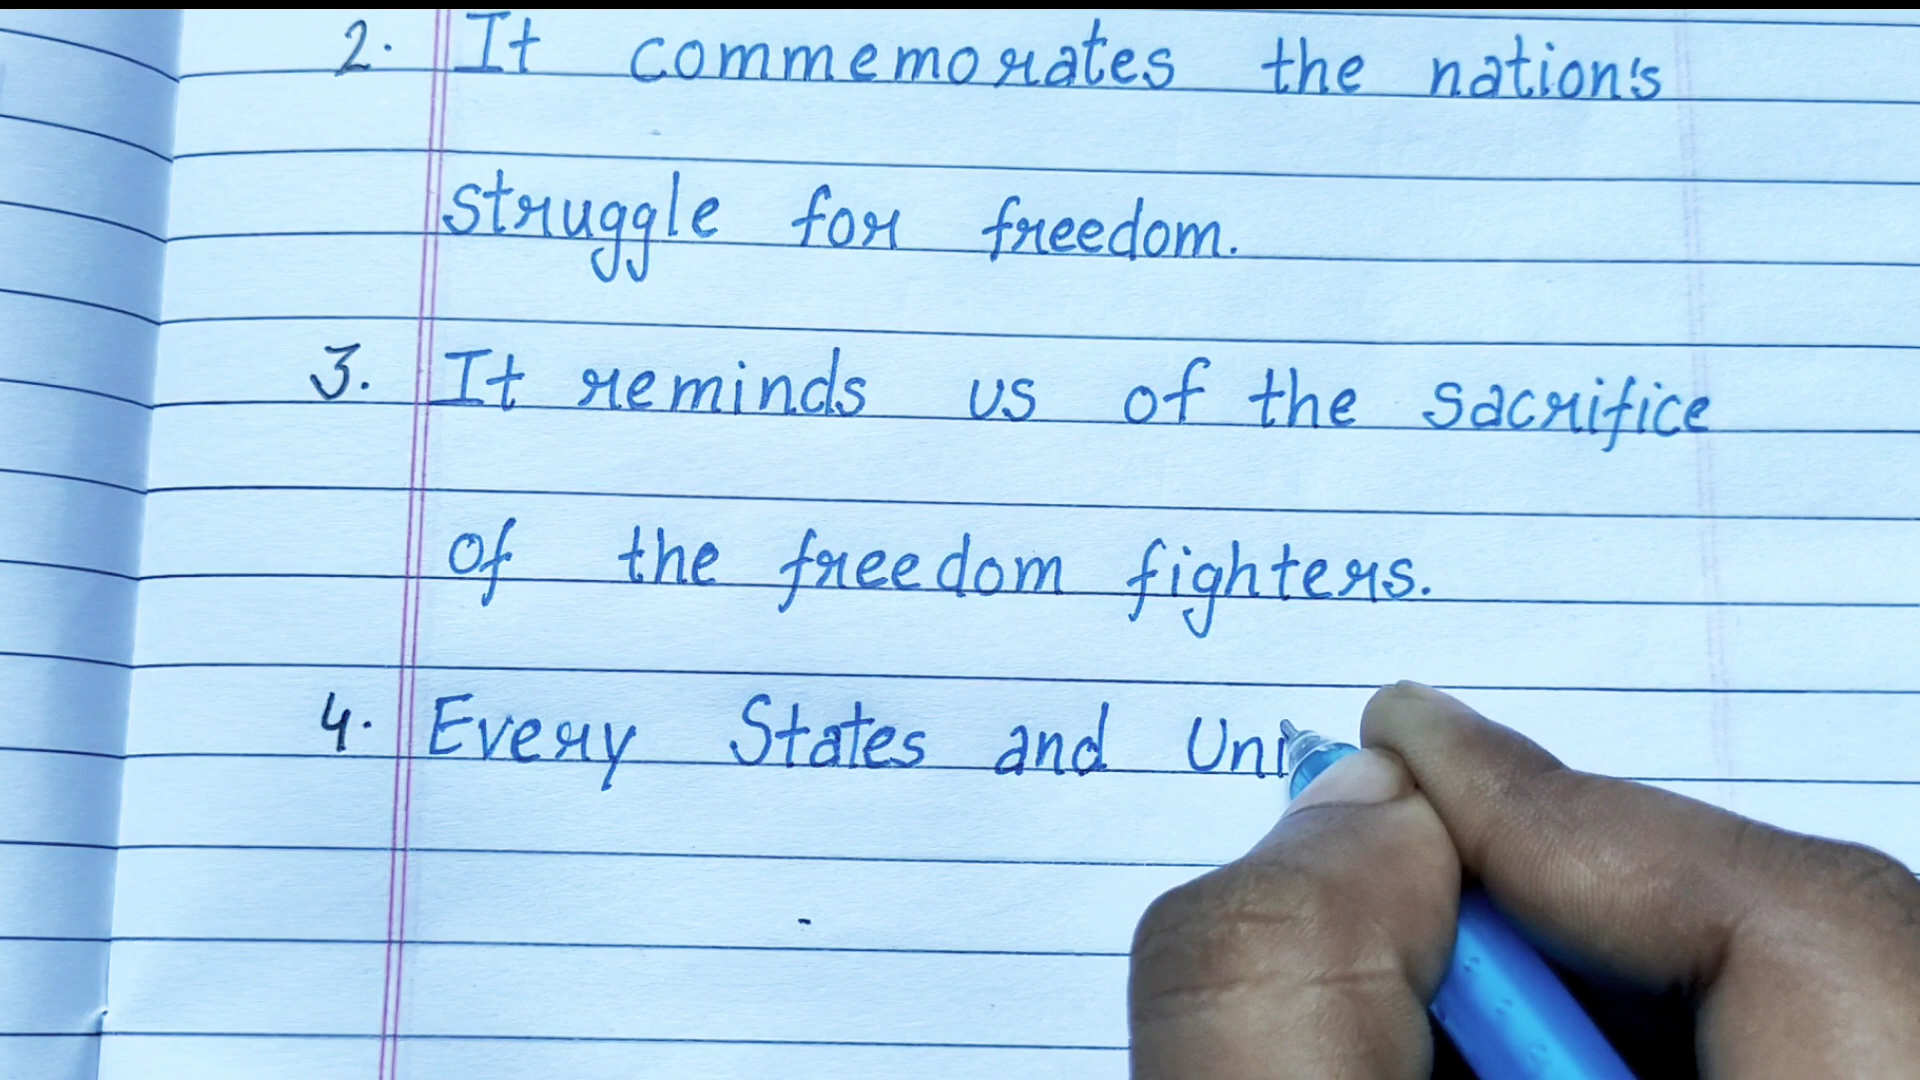 2. It commemorates the nation's
struggle for freedom.
3. It reminds us of the sacrifice
of the freedom fighters.
4. Every States and Uni